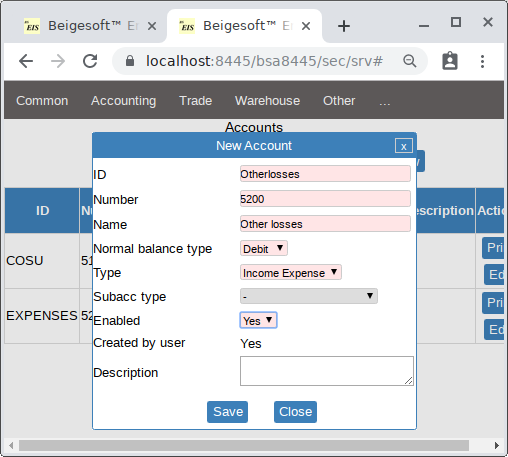 Beigesoft™ E
Beigesoft™ E
localhost:8445/bsa8445/sec/srv#
Common Accounting Trade Warehouse Other ...
Accounts
New Account x
ID Otherlosses
Number 5200
Name Other losses
Normal balance type Debit
Type Income Expense
Subacc type -
Enabled Yes
Created by user Yes
Description
Save Close
ID
COSU 51
Pri
Ed
EXPENSES 52
Pri
Ed